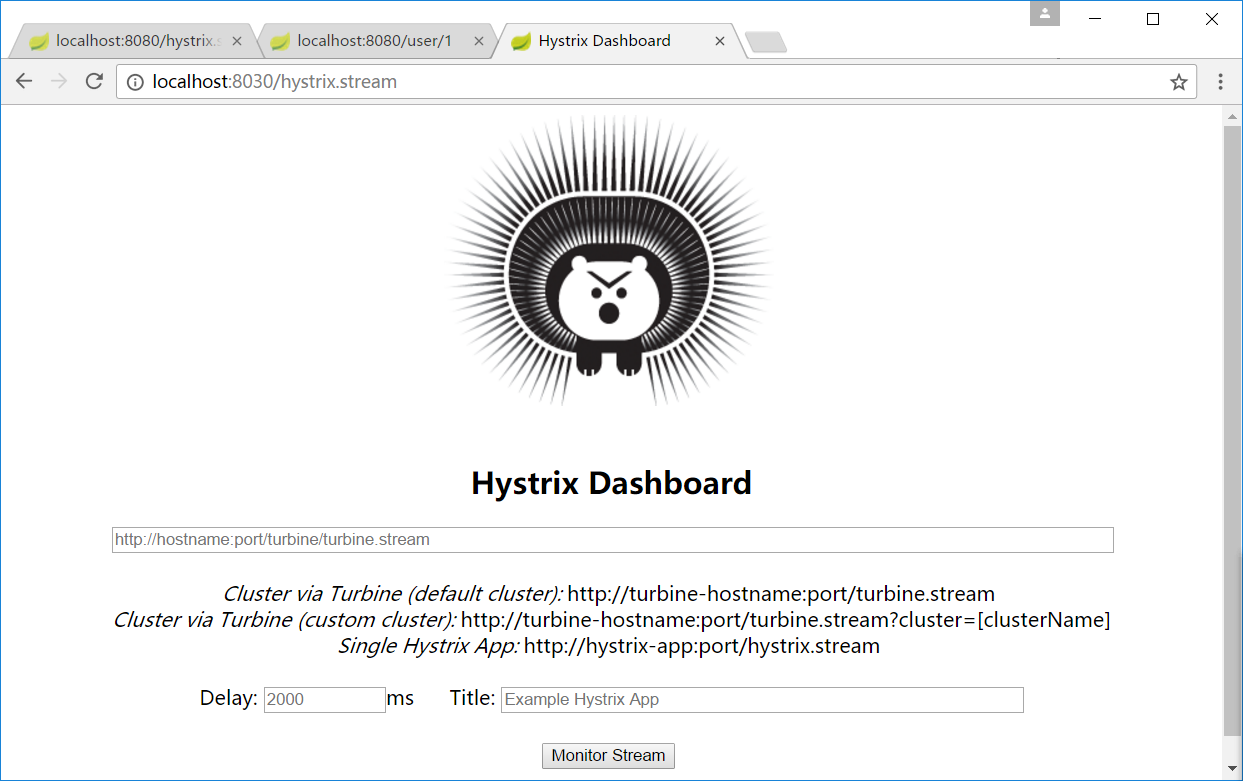 localhost:8080/hystrix.s
localhost:8080/user/1
Hystrix Dashboard
localhost:8030/hystrix.stream
Hystrix Dashboard
http://hostname:port/turbine/turbine.stream
Cluster via Turbine (default cluster): http://turbine-hostname:port/turbine.stream
Cluster via Turbine (custom cluster): http://turbine-hostname:port/turbine.stream?cluster=[clusterName]
Single Hystrix App: http://hystrix-app:port/hystrix.stream
Delay: 2000 ms Title: Example Hystrix App
Monitor Stream